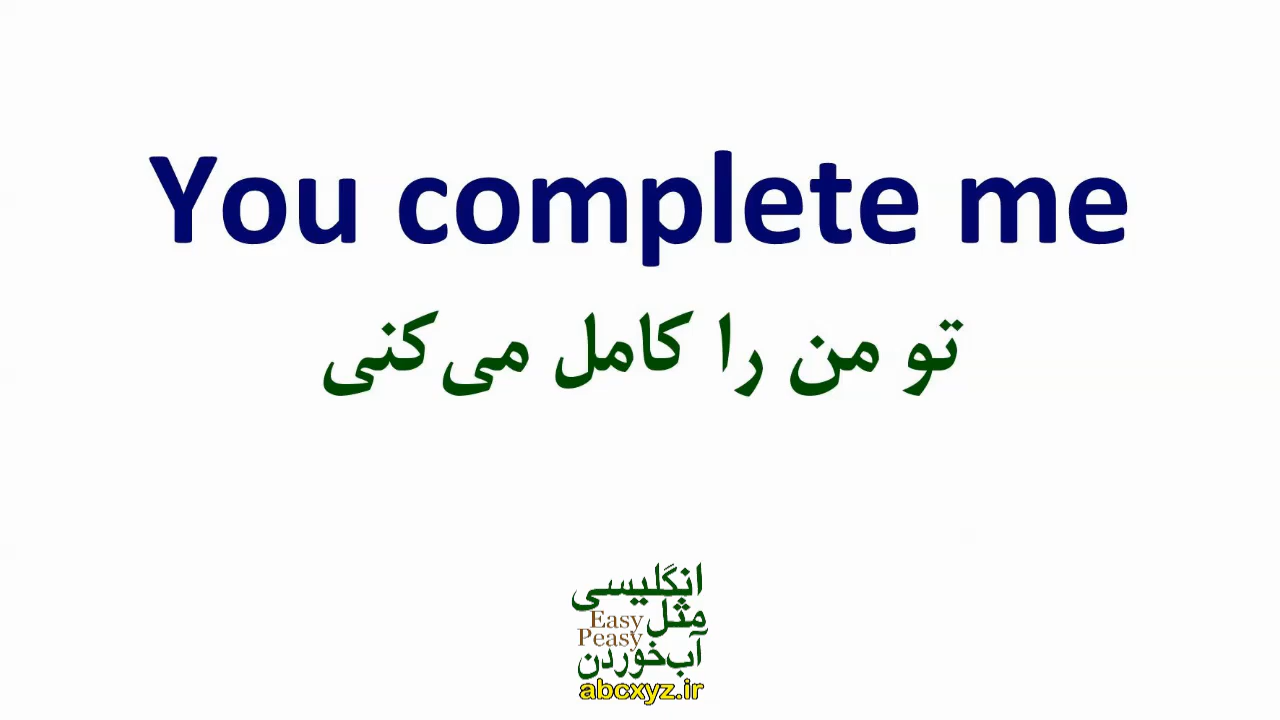 You complete me
تو من را کامل می‌کنی
انگلیسی
مثل Easy
Peasy
آب‌خوردن
abcxyz.ir